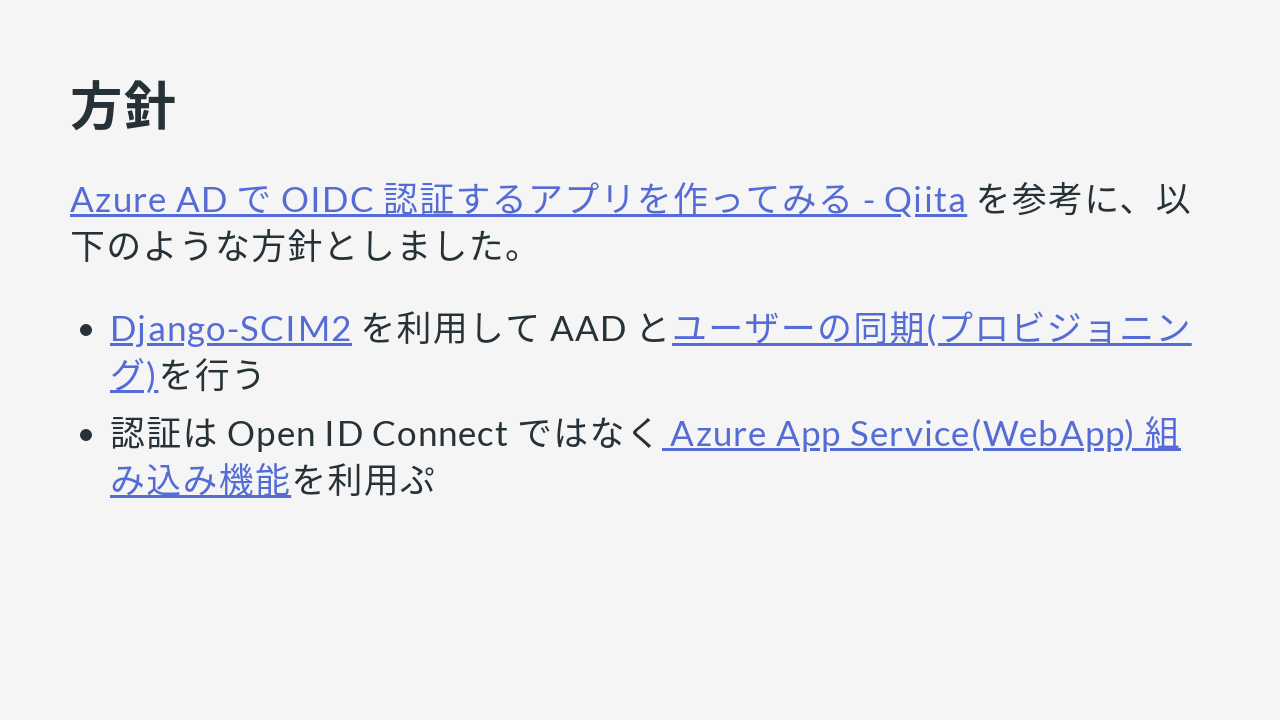 方針
Azure AD で OIDC 認証するアプリを作ってみる - Qiita を参考に、以
下のような方針としました。
• Django-SCIM2 を利用して AAD とユーザーの同期(プロビジョニン
グ)を行う
• 認証は Open ID Connect ではなく Azure App Service(WebApp) 組
み込み機能を利用ぷ